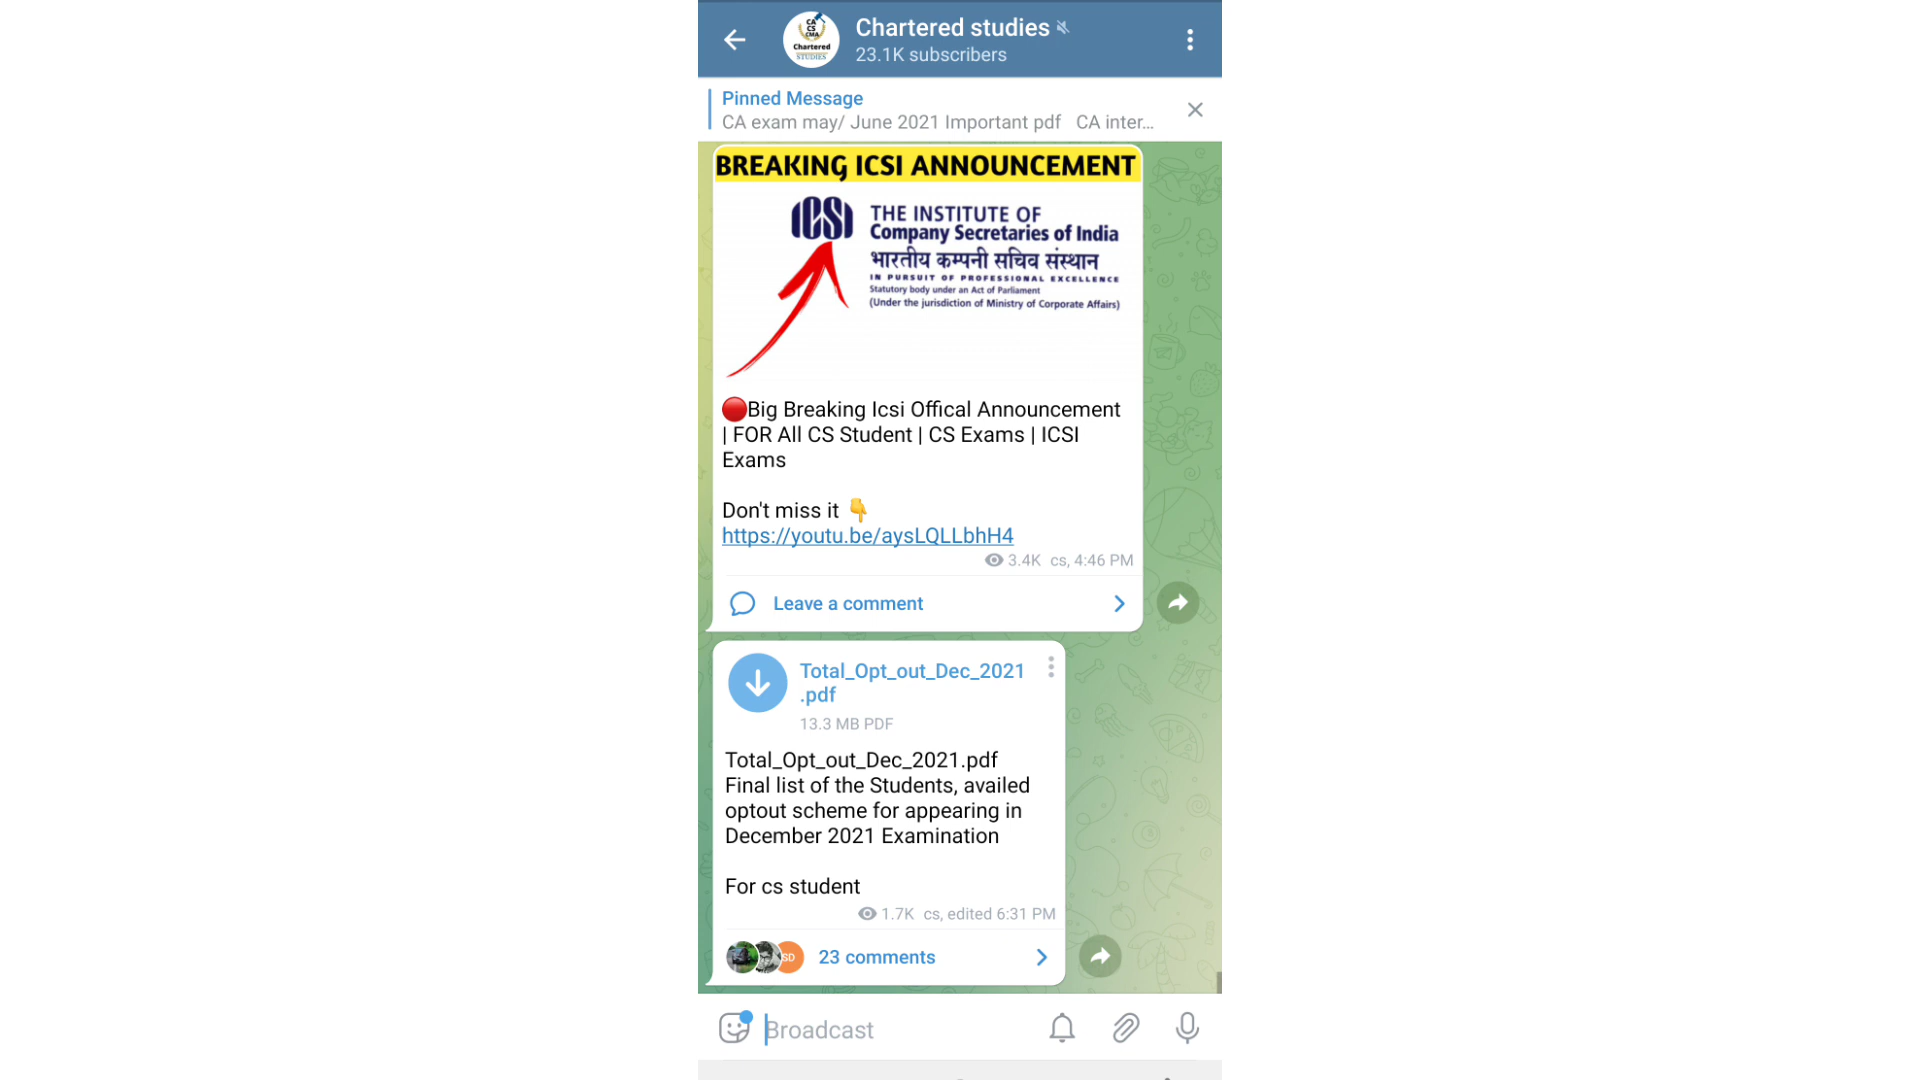 Chartered studies
23.1K subscribers
CA
CS
CMA
Chartered
STUDIES
Pinned Message
CA exam may/ June 2021 Important pdf CA inter...
BREAKING ICSI ANNOUNCEMENT
ICSI
THE INSTITUTE OF
Company Secretaries of India
भारतीय कम्पनी सचिव संस्थान
IN PURSUIT OF PROFESSIONAL EXCELLENCE
Statutory body under an Act of Parliament
(Under the jurisdiction of Ministry of Corporate Affairs)
Big Breaking Icsi Offical Announcement
| FOR All CS Student | CS Exams | ICSI
Exams
Don't miss it
https://youtu.be/aysLQLLbhH4
3.4K cs, 4:46 PM
Leave a comment
Total_Opt_out_Dec_2021
.pdf
13.3 MB PDF
Total_Opt_out_Dec_2021.pdf
Final list of the Students, availed
optout scheme for appearing in
December 2021 Examination
For cs student
1.7K cs, edited 6:31 PM
SD
23 comments
Broadcast